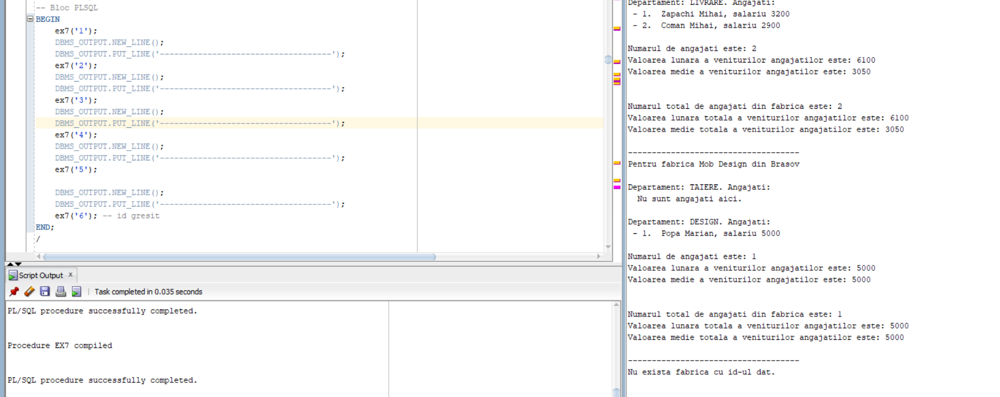 -- Bloc PLSQL
BEGIN
ex7('1');
DBMS_OUTPUT.NEW_LINE();
DBMS_OUTPUT.PUT_LINE('------------------------------------');
ex7('2');
DBMS_OUTPUT.NEW_LINE();
DBMS_OUTPUT.PUT_LINE('------------------------------------');
ex7('3');
DBMS_OUTPUT.NEW_LINE();
DBMS_OUTPUT.PUT_LINE('------------------------------------');
ex7('4');
DBMS_OUTPUT.NEW_LINE();
DBMS_OUTPUT.PUT_LINE('------------------------------------');
ex7('5');
DBMS_OUTPUT.NEW_LINE();
DBMS_OUTPUT.PUT_LINE('------------------------------------');
ex7('6'); -- id gresit
END;
/
Script Output x
Task completed in 0.035 seconds
PL/SQL procedure successfully completed.
Procedure EX7 compiled
PL/SQL procedure successfully completed.
Departament: LIVRARE. Angajati:
- 1. Zapachi Mihai, salariu 3200
- 2. Coman Mihai, salariu 2900
Numarul de angajati este: 2
Valoarea lunara a veniturilor angajatilor este: 6100
Valoarea medie a veniturilor angajatilor este: 3050
Numarul total de angajati din fabrica este: 2
Valoarea lunara totala a veniturilor angajatilor este: 6100
Valoarea medie totala a veniturilor angajatilor este: 3050
------------------------------------
Pentru fabrica Mob Design din Brasov
Departament: TAIERE. Angajati:
Nu sunt angajati aici.
Departament: DESIGN. Angajati:
- 1. Popa Marian, salariu 5000
Numarul de angajati este: 1
Valoarea lunara a veniturilor angajatilor este: 5000
Valoarea medie a veniturilor angajatilor este: 5000
Numarul total de angajati din fabrica este: 1
Valoarea lunara totala a veniturilor angajatilor este: 5000
Valoarea medie totala a veniturilor angajatilor este: 5000
------------------------------------
Nu exista fabrica cu id-ul dat.